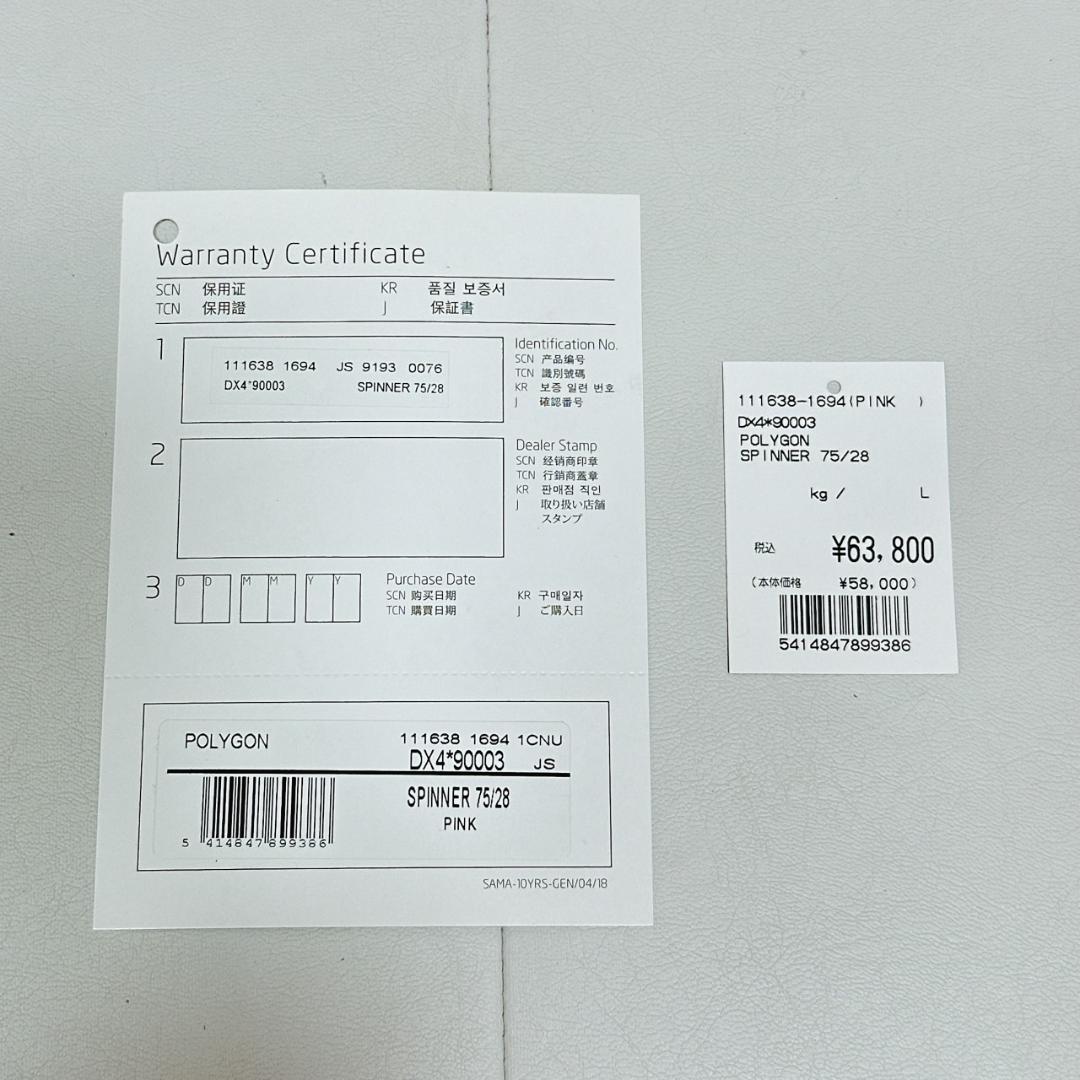 Warranty Certificate
SCN 保用证 KR 품질 보증서
TCN 保用證 J 保証書
1
111638 1694 JS 9193 0076
DX4*90003 SPINNER 75/28
Identification No.
SCN 产品编号
TCN 識別號碼
KR 보증 일련 번호
J 確認番号
2
Dealer Stamp
SCN 经销商印章
TCN 行銷商蓋章
KR 판매점 직인
J 取り扱い店舗
スタンプ
3
D D M M Y Y
Purchase Date
SCN 购买日期 KR 구매일자
TCN 購買日期 J ご購入日
POLYGON 111638 1694 1CNU
DX4*90003 JS
SPINNER 75/28
PINK
5 414847 899386
SAMA-10YRS-GEN/04/18
111638-1694(PINK )
DX4*90003
POLYGON
SPINNER 75/28
kg / L
税込 ¥63,800
(本体価格 ¥58,000)
5414847899386